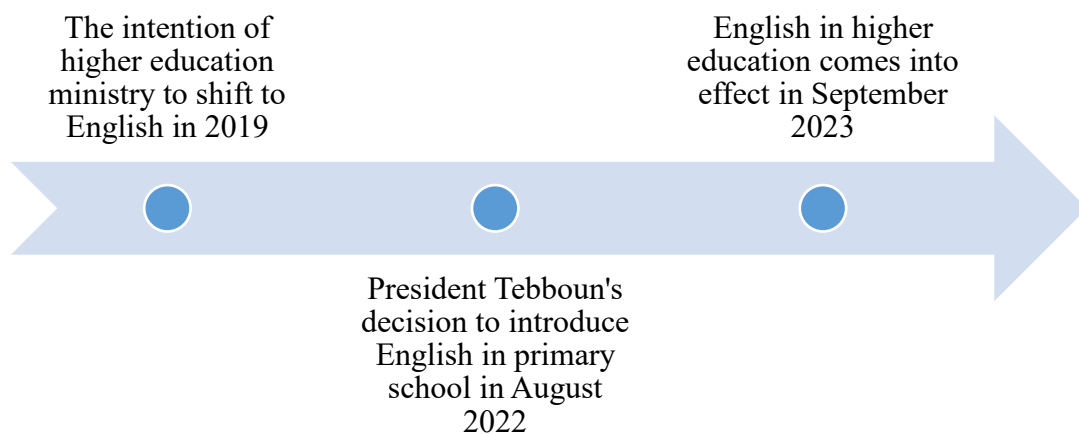 The intention of
higher education
ministry to shift to
English in 2019
President Tebboun's
decision to introduce
English in primary
school in August
2022
English in higher
education comes into
effect in September
2023